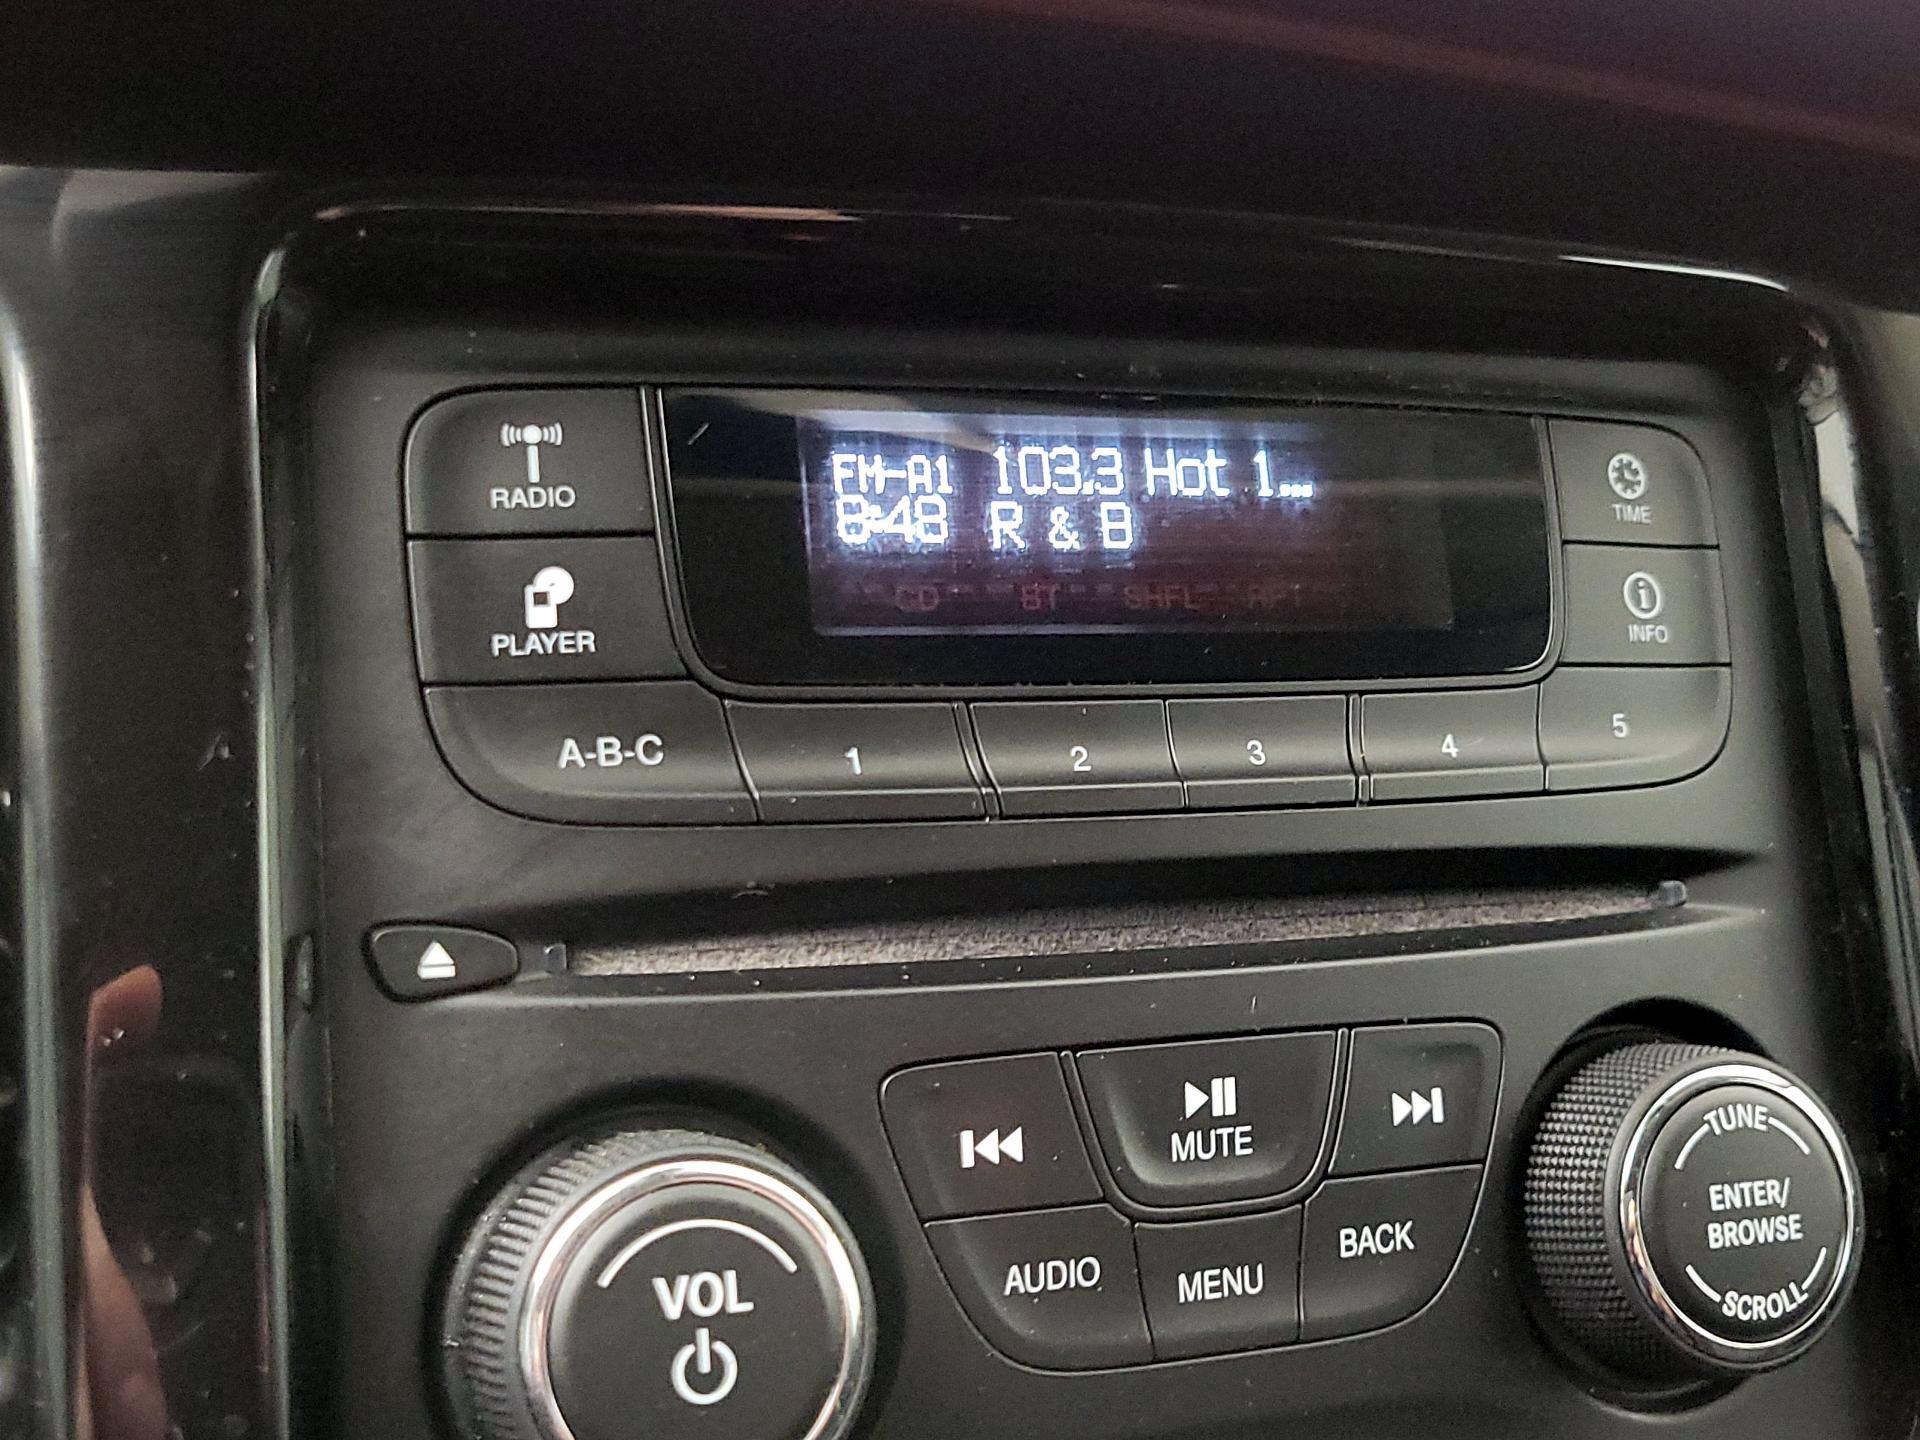 RADIO
FM-A1 103.3 Hot 1...
8:48 R & B
CD BT SHFL RPT
TIME
PLAYER
INFO
A-B-C 1 2 3 4 5
MUTE
AUDIO MENU BACK
VOL
TUNE
ENTER/
BROWSE
SCROLL